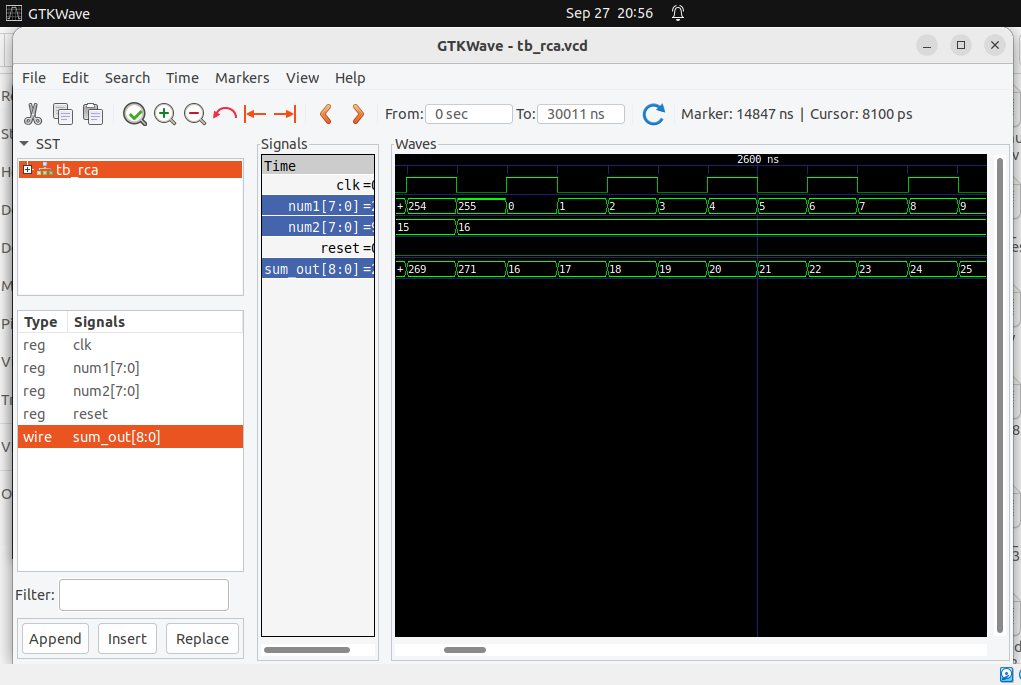 GTKWave
Sep 27 20:56
GTKWave - tb_rca.vcd
File Edit Search Time Markers View Help
From: 0 sec To: 30011 ns Marker: 14847 ns | Cursor: 8100 ps
SST
tb_rca
Type Signals
reg clk
reg num1[7:0]
reg num2[7:0]
reg reset
wire sum_out[8:0]
Filter:
Append Insert Replace
Signals
Time
clk =
num1[7:0] =
num2[7:0] =
reset =
sum_out[8:0] =
Waves
2600 ns
+ 254 255 0 1 2 3 4 5 6 7 8 9
15 16
+ 269 271 16 17 18 19 20 21 22 23 24 25